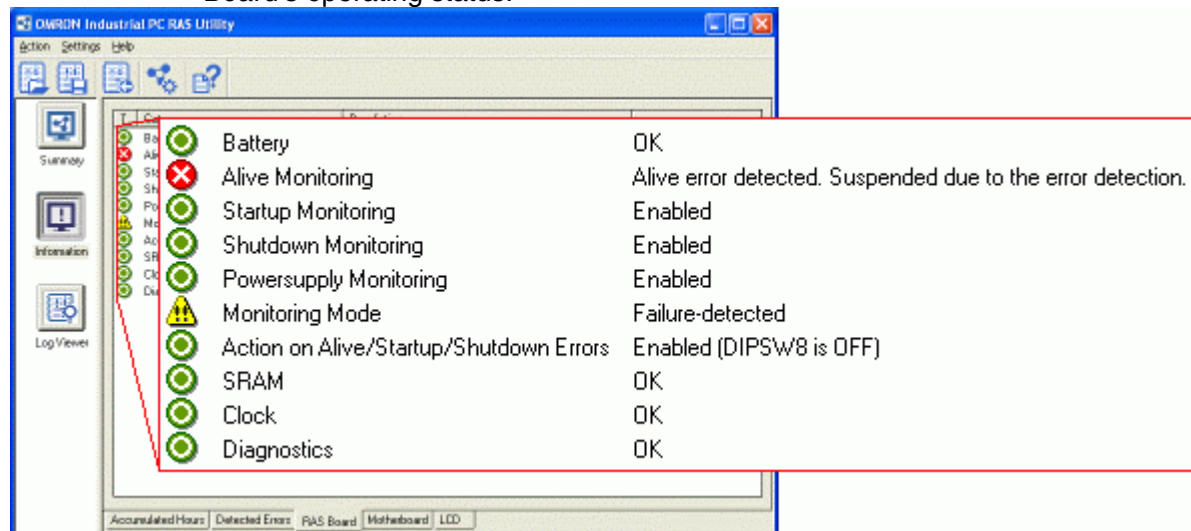 Board's operating status.
OMRON Industrial PC RAS Utility
Action Settings Help
Summary
Information
Log Viewer
Battery OK
Alive Monitoring Alive error detected. Suspended due to the error detection.
Startup Monitoring Enabled
Shutdown Monitoring Enabled
Powersupply Monitoring Enabled
Monitoring Mode Failure-detected
Action on Alive/Startup/Shutdown Errors Enabled (DIPSW8 is OFF)
SRAM OK
Clock OK
Diagnostics OK
Accumulated Hours Detected Errors RAS Board Motherboard LCD